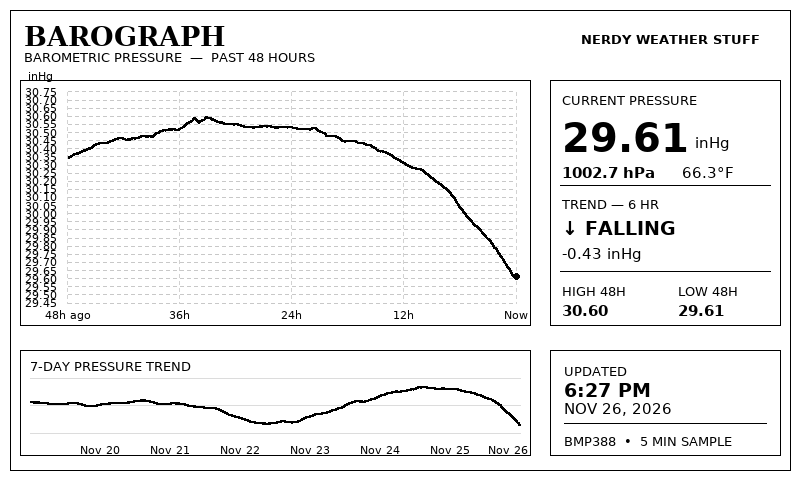 BAROGRAPH
BAROMETRIC PRESSURE — PAST 48 HOURS
NERDY WEATHER STUFF
inHg
30.75
30.70
30.65
30.60
30.55
30.50
30.45
30.40
30.35
30.30
30.25
30.20
30.15
30.10
30.05
30.00
29.95
29.90
29.85
29.80
29.75
29.70
29.65
29.60
29.55
29.50
29.45
48h ago 36h 24h 12h Now
CURRENT PRESSURE
29.61 inHg
1002.7 hPa 66.3°F
TREND — 6 HR
↓ FALLING
-0.43 inHg
HIGH 48H LOW 48H
30.60 29.61
7-DAY PRESSURE TREND
Nov 20 Nov 21 Nov 22 Nov 23 Nov 24 Nov 25 Nov 26
UPDATED
6:27 PM
NOV 26, 2026
BMP388 • 5 MIN SAMPLE